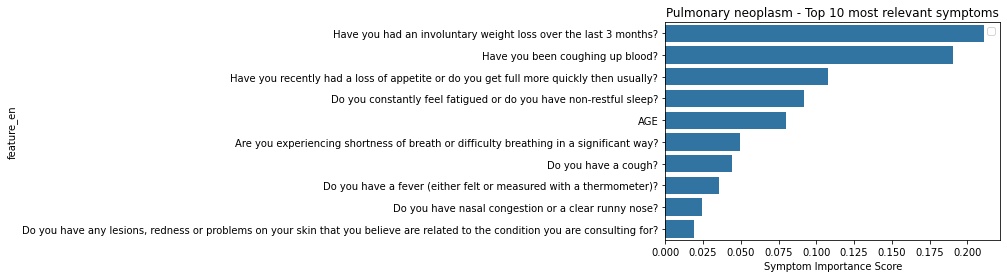 Pulmonary neoplasm - Top 10 most relevant symptoms
feature_en
Have you had an involuntary weight loss over the last 3 months?
Have you been coughing up blood?
Have you recently had a loss of appetite or do you get full more quickly then usually?
Do you constantly feel fatigued or do you have non-restful sleep?
AGE
Are you experiencing shortness of breath or difficulty breathing in a significant way?
Do you have a cough?
Do you have a fever (either felt or measured with a thermometer)?
Do you have nasal congestion or a clear runny nose?
Do you have any lesions, redness or problems on your skin that you believe are related to the condition you are consulting for?
0.000 0.025 0.050 0.075 0.100 0.125 0.150 0.175 0.200
Symptom Importance Score